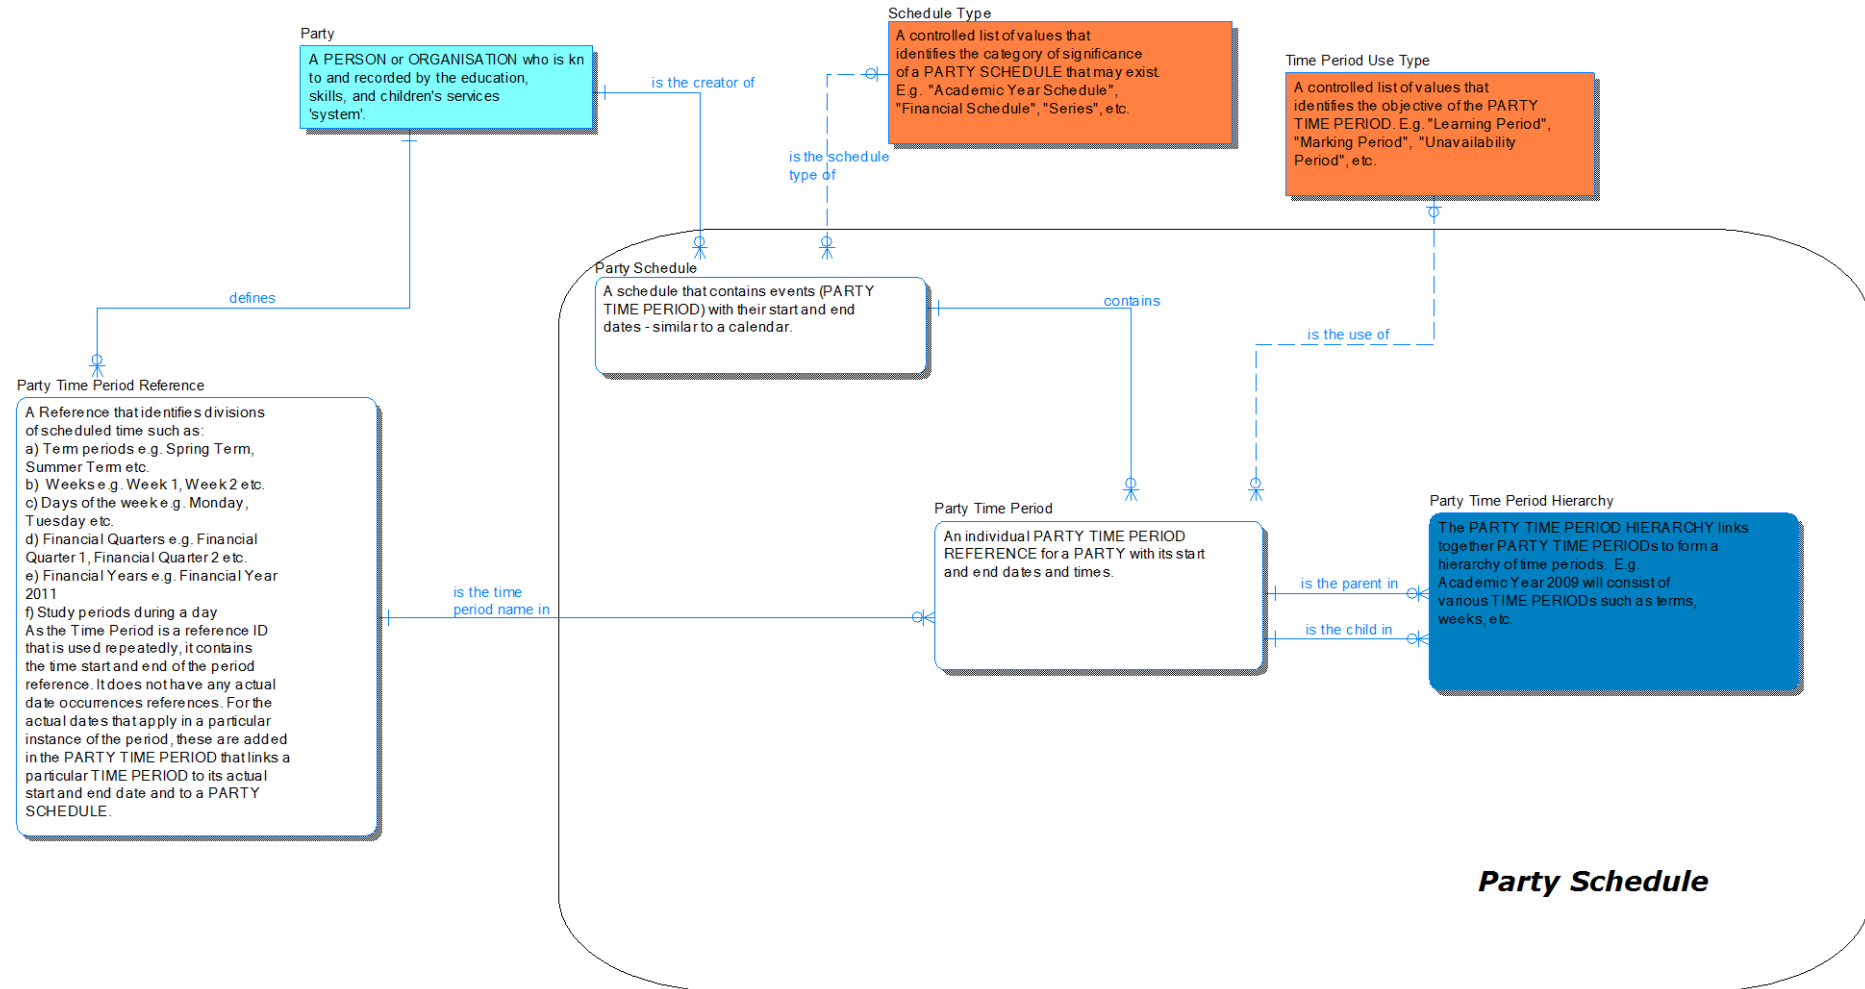 Party
A PERSON or ORGANISATION who is kn
to and recorded by the education,
skills, and children's services
'system'.
is the creator of
Schedule Type
A controlled list of values that
identifies the category of significance
of a PARTY SCHEDULE that may exist.
E.g. "Academic Year Schedule",
"Financial Schedule", "Series", etc.
Time Period Use Type
A controlled list of values that
identifies the objective of the PARTY
TIME PERIOD. E.g. "Learning Period",
"Marking Period", "Unavailability
Period", etc.
is the schedule
type of
defines
Party Schedule
A schedule that contains events (PARTY
TIME PERIOD) with their start and end
dates - similar to a calendar.
contains
is the use of
Party Time Period Reference
A Reference that identifies divisions
of scheduled time such as:
a) Term periods e.g. Spring Term,
Summer Term etc.
b) Weeks e.g. Week 1, Week 2 etc.
c) Days of the week e.g. Monday,
Tuesday etc.
d) Financial Quarters e.g. Financial
Quarter 1, Financial Quarter 2 etc.
e) Financial Years e.g. Financial Year
2011
f) Study periods during a day
As the Time Period is a reference ID
that is used repeatedly, it contains
the time start and end of the period
reference. It does not have any actual
date occurrences references. For the
actual dates that apply in a particular
instance of the period, these are added
in the PARTY TIME PERIOD that links a
particular TIME PERIOD to its actual
start and end date and to a PARTY
SCHEDULE.
is the time
period name in
Party Time Period
An individual PARTY TIME PERIOD
REFERENCE for a PARTY with its start
and end dates and times.
is the parent in
is the child in
Party Time Period Hierarchy
The PARTY TIME PERIOD HIERARCHY links
together PARTY TIME PERIODs to form a
hierarchy of time periods. E.g.
Academic Year 2009 will consist of
various TIME PERIODs such as terms,
weeks, etc.
Party Schedule